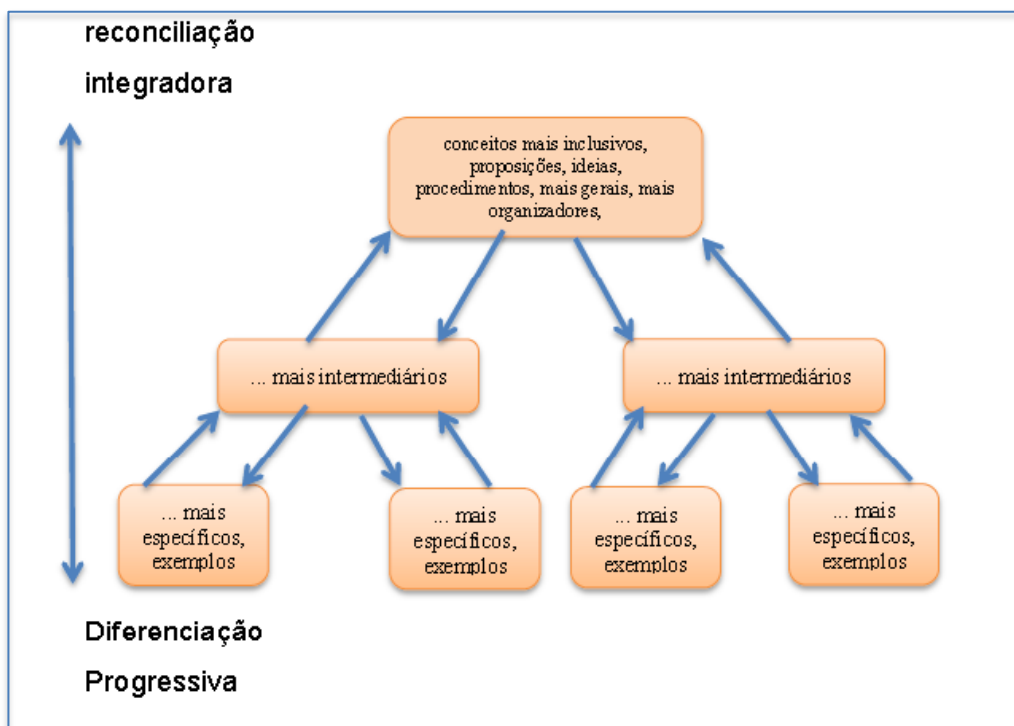 reconciliação
integradora
conceitos mais inclusivos,
proposições, ideias,
procedimentos, mais gerais, mais
organizadores,
... mais intermediários
... mais intermediários
... mais
específicos,
exemplos
... mais
específicos,
exemplos
... mais
específicos,
exemplos
... mais
específicos,
exemplos
Diferenciação
Progressiva